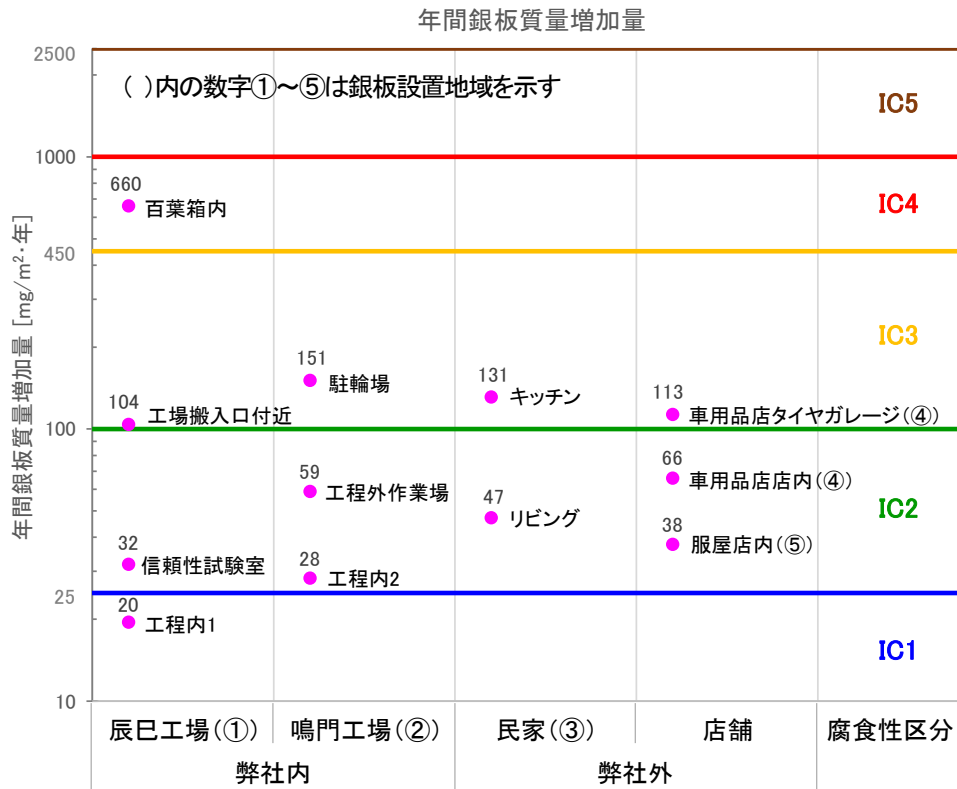 年間銀板質量増加量
( )内の数字①～⑤は銀板設置地域を示す
年間銀板質量増加量 [mg/m²・年]
2500
1000
450
100
25
10
IC5
IC4
IC3
IC2
IC1
660
百葉箱内
104
工場搬入口付近
32
信頼性試験室
20
工程内1
151
駐輪場
59
工程外作業場
28
工程内2
131
キッチン
47
リビング
113
車用品店タイヤガレージ(④)
66
車用品店店内(④)
38
服屋店内(⑤)
辰巳工場(①) 鳴門工場(②) 民家(③) 店舗 腐食性区分
弊社内 弊社外